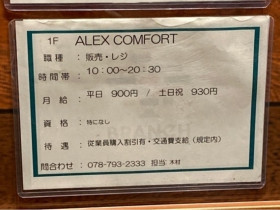 1F ALEX COMFORT
職種：販売・レジ
時間帯：10:00～20:30
月給：平日 900円 / 土日祝 930円
資格：特になし
待遇：従業員購入割引有・交通費支給（規定内）
問合わせ：078-793-2333 担当 木村